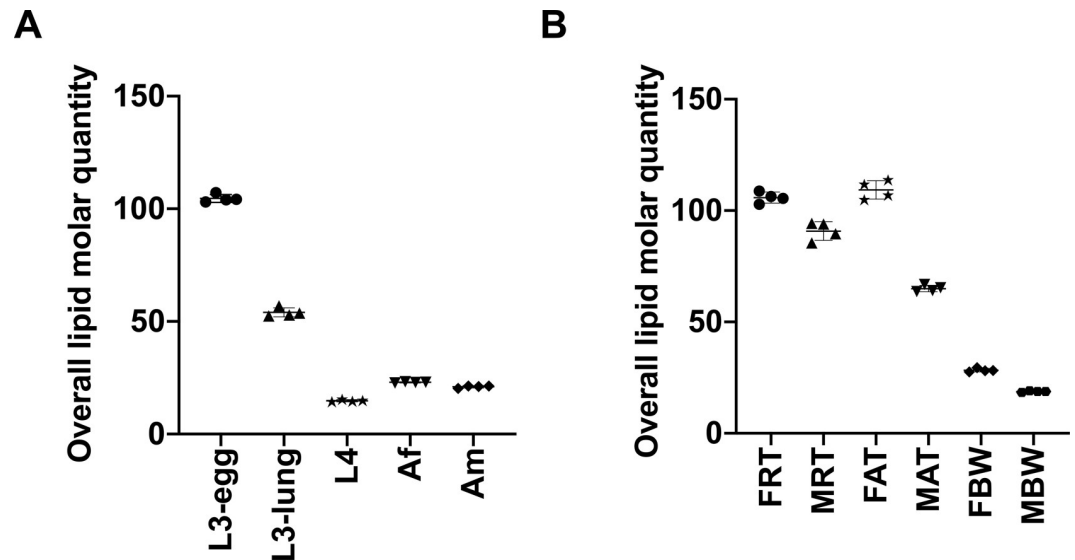 A
Overall lipid molar quantity
150
100
50
0
L3-egg
L3-lung
L4
Af
Am
B
Overall lipid molar quantity
150
100
50
0
FRT
MRT
FAT
MAT
FBW
MBW